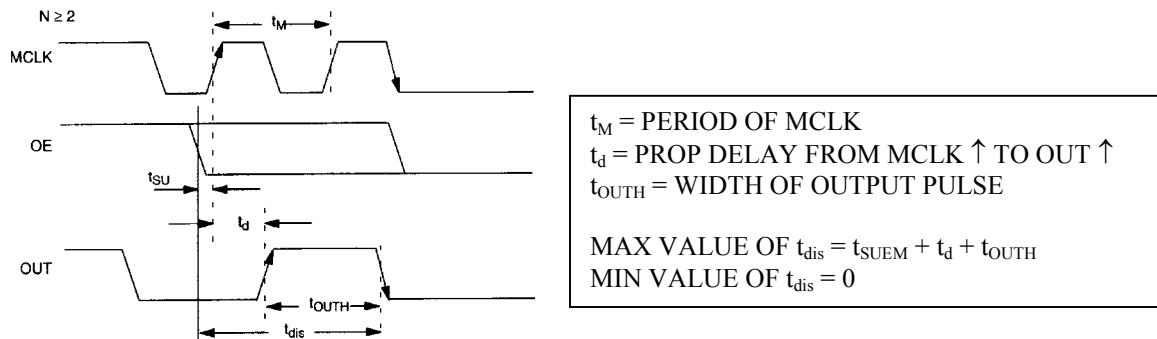 N ≥ 2
t_M
MCLK
OE
t_SU
t_d
OUT
t_OUTH
t_dis
t_M = PERIOD OF MCLK
t_d = PROP DELAY FROM MCLK ↑ TO OUT ↑
t_OUTH = WIDTH OF OUTPUT PULSE
MAX VALUE OF t_dis = t_SUEM + t_d + t_OUTH
MIN VALUE OF t_dis = 0